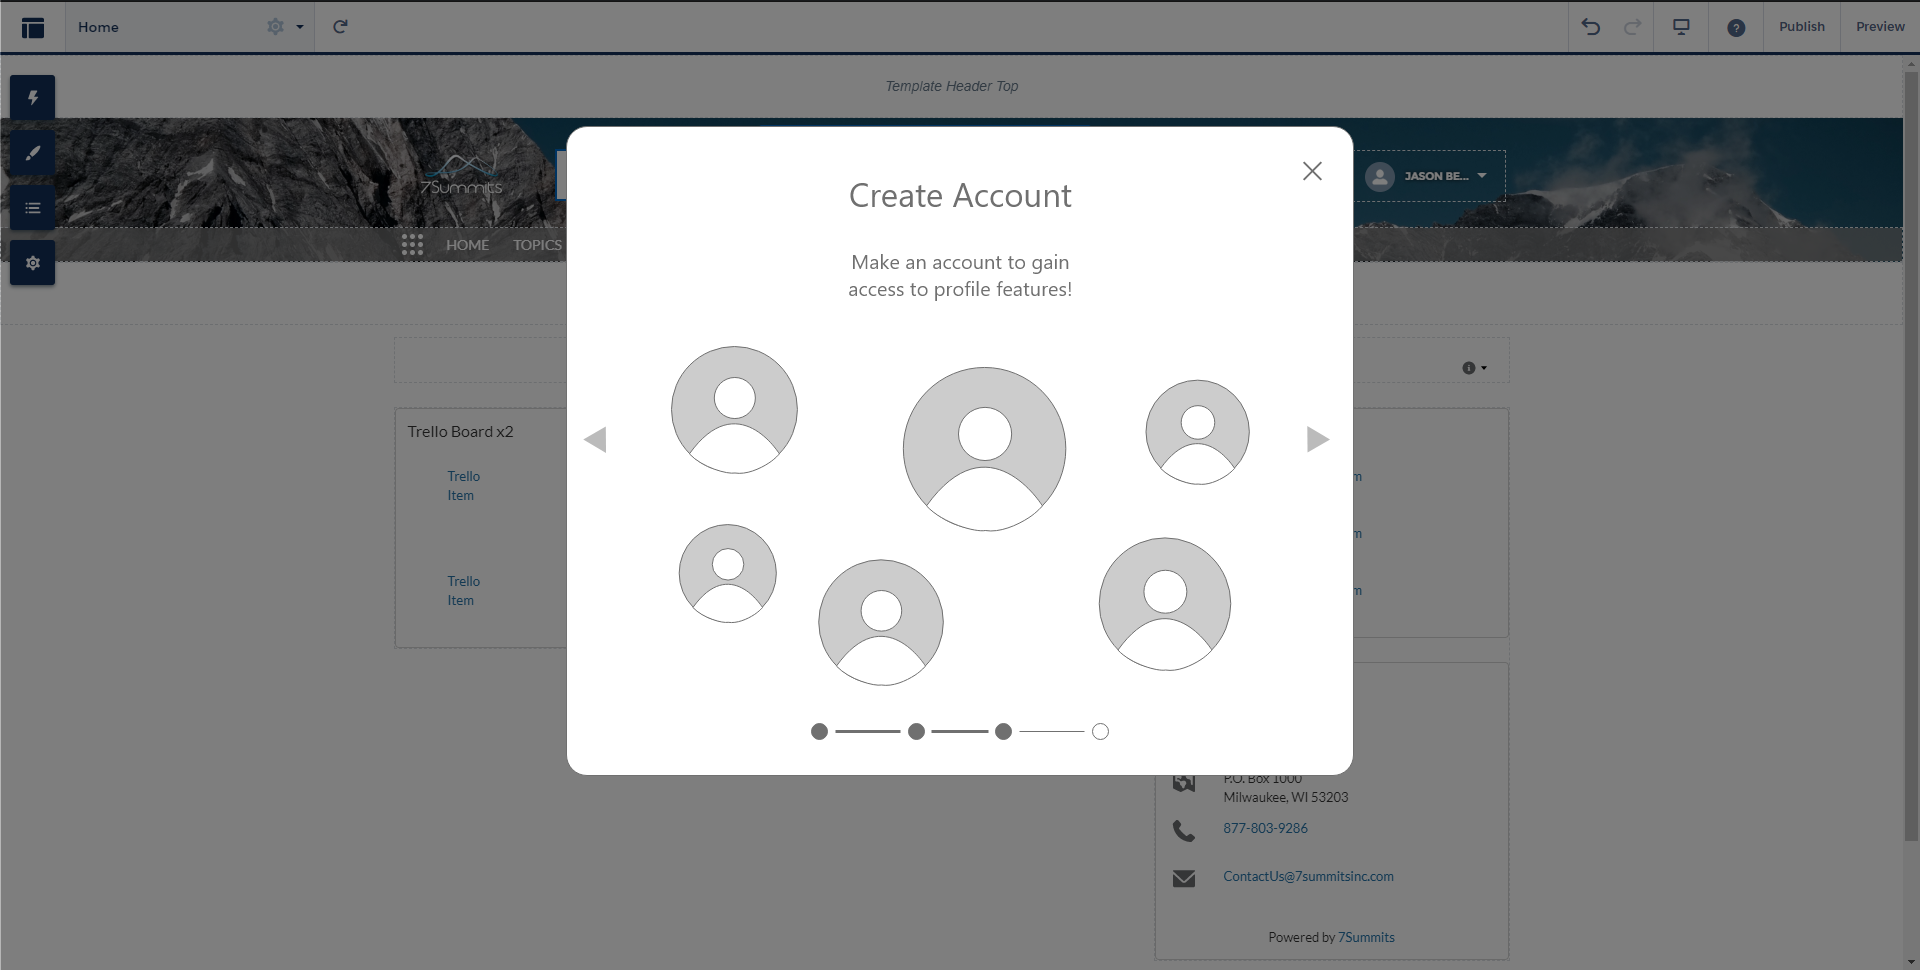 Home
Publish
Preview
Template Header Top
7Summits
JASON BE...
HOME
TOPICS
Create Account
Make an account to gain
access to profile features!
Trello Board x2
Trello
Item
Trello
Item
m
m
m
P.O. Box 1000
Milwaukee, WI 53203
877-803-9286
ContactUs@7summitsinc.com
Powered by 7Summits